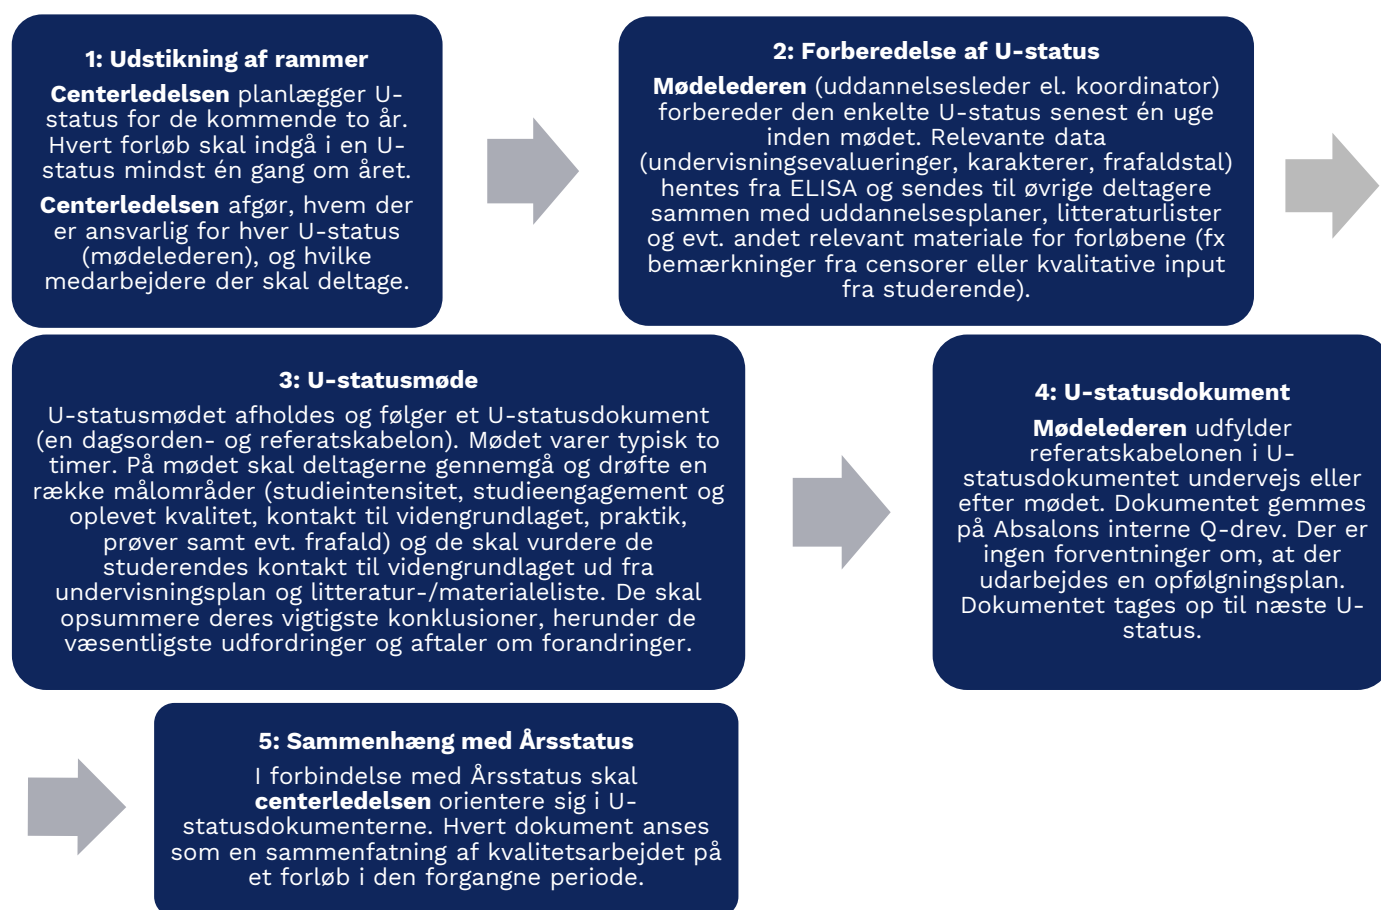 1: Udstikning af rammer
Centerledelsen planlægger U-
status for de kommende to år.
Hvert forløb skal indgå i en U-
status mindst én gang om året.
Centerledelsen afgør, hvem der
er ansvarlig for hver U-status
(mødelederen), og hvilke
medarbejdere der skal deltage.
2: Forberedelse af U-status
Mødelederen (uddannelsesleder el. koordinator)
forbereder den enkelte U-status senest én uge
inden mødet. Relevante data
(undervisningsevalueringer, karakterer, frafaldstal)
hentes fra ELISA og sendes til øvrige deltagere
sammen med uddannelsesplaner, litteraturlister
og evt. andet relevant materiale for forløbene (fx
bemærkninger fra censorer eller kvalitative input
fra studerende).
3: U-statusmøde
U-statusmødet afholdes og følger et U-statusdokument
(en dagsorden- og referatskabelon). Mødet varer typisk to
timer. På mødet skal deltagerne gennemgå og drøfte en
række målområder (studieintensitet, studieengagement og
oplevet kvalitet, kontakt til videngrundlaget, praktik,
prøver samt evt. frafald) og de skal vurdere de
studerendes kontakt til videngrundlaget ud fra
undervisningsplan og litteratur-/materialeliste. De skal
opsummere deres vigtigste konklusioner, herunder de
væsentligste udfordringer og aftaler om forandringer.
4: U-statusdokument
Mødelederen udfylder
referatskabelonen i U-
statusdokumentet undervejs eller
efter mødet. Dokumentet gemmes
på Absalons interne Q-drev. Der er
ingen forventninger om, at der
udarbejdes en opfølgningsplan.
Dokumentet tages op til næste U-
status.
5: Sammenhæng med Årsstatus
I forbindelse med Årsstatus skal
centerledelsen orientere sig i U-
statusdokumenterne. Hvert dokument anses
som en sammenfatning af kvalitetsarbejdet på
et forløb i den forgangne periode.